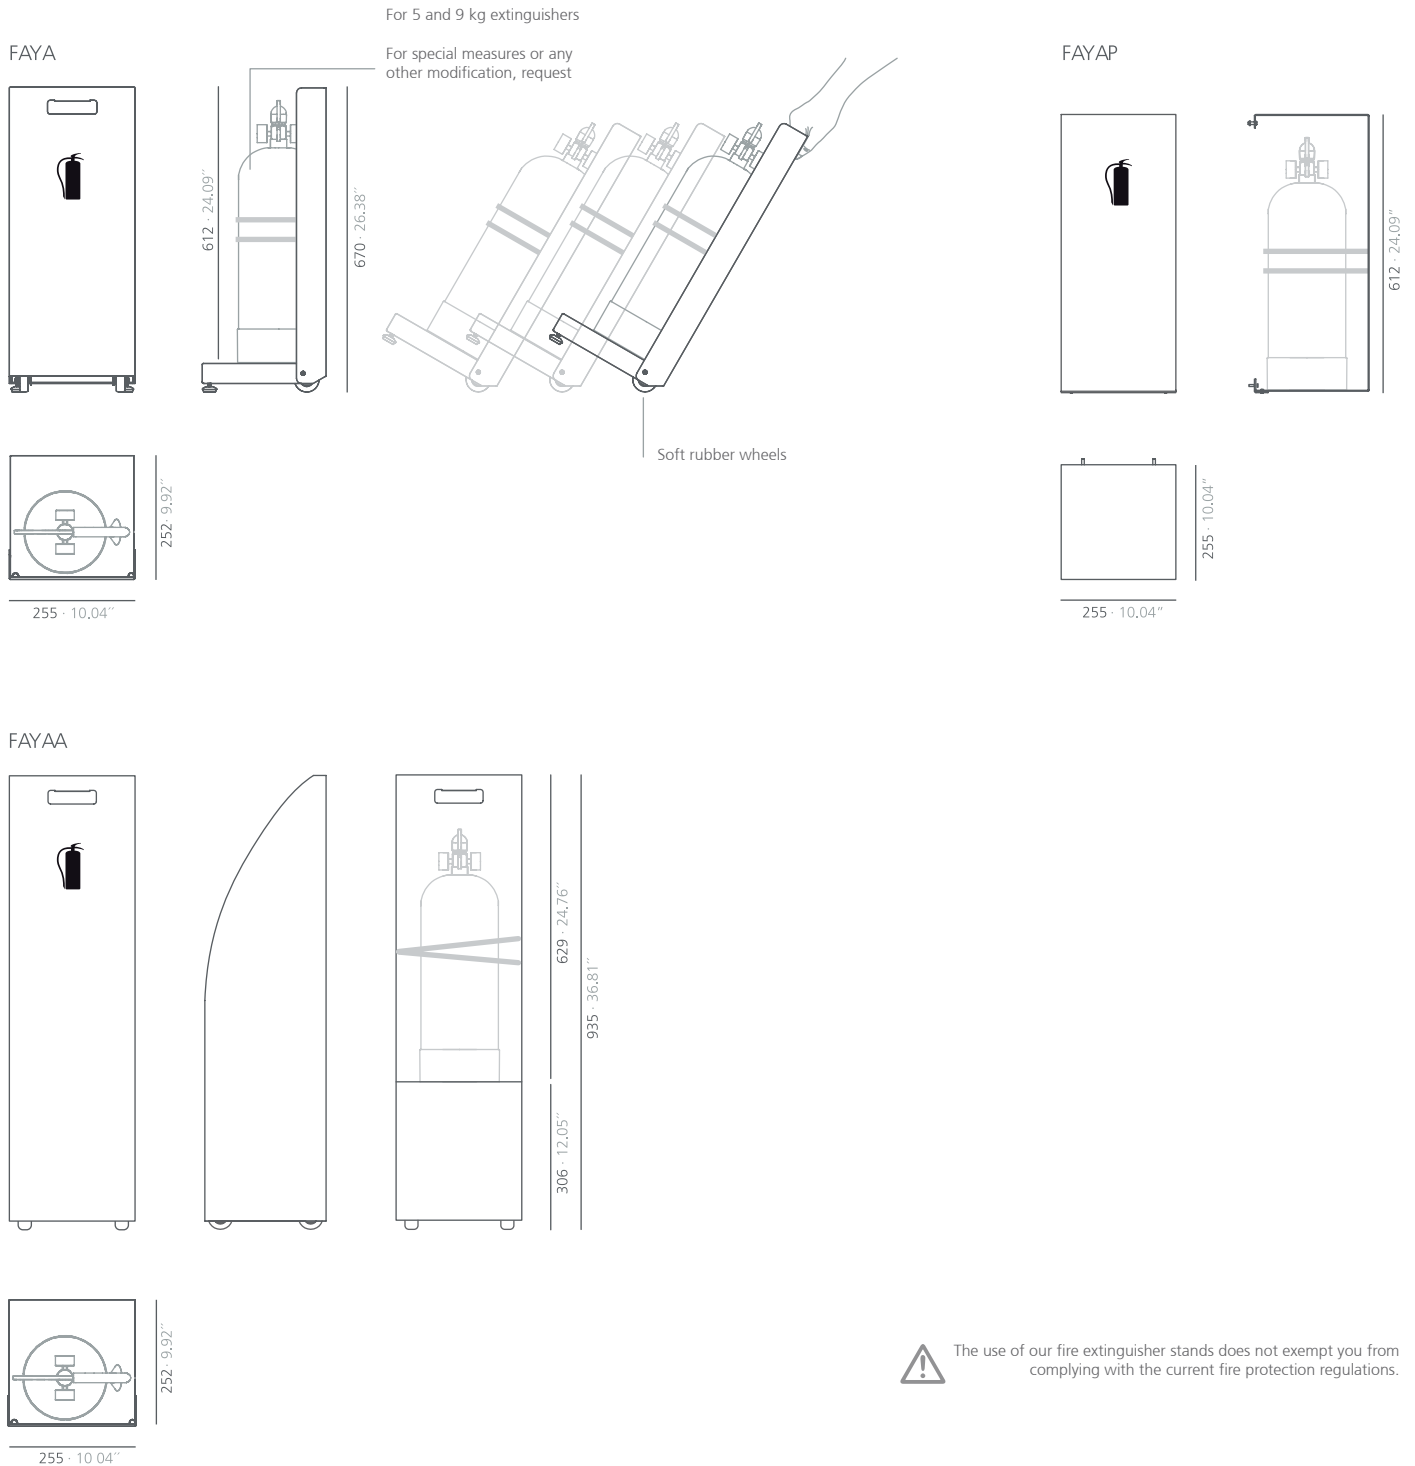 For 5 and 9 kg extinguishers
For special measures or any
other modification, request
FAYA
FAYAP
612 · 24.09’’
670 · 26.38’’
612 · 24.09”
Soft rubber wheels
252· 9.92’’
255 · 10.04’’
255 · 10.04”
255 · 10.04”
FAYAA
629 · 24.76’’
935 · 36.81’’
306 · 12.05’’
252 · 9.92’’
255 · 10 04’’
The use of our fire extinguisher stands does not exempt you from
complying with the current fire protection regulations.